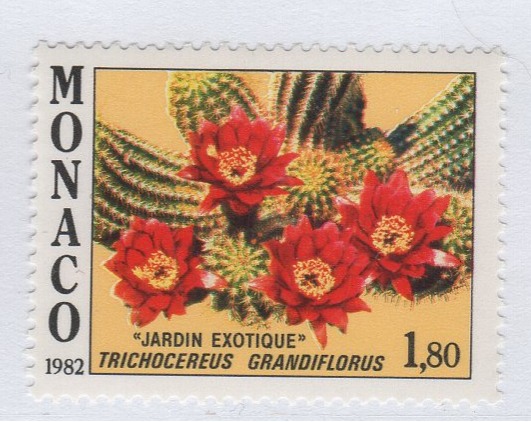 MONACO
1982
«JARDIN EXOTIQUE»
TRICHOCEREUS GRANDIFLORUS
1,80